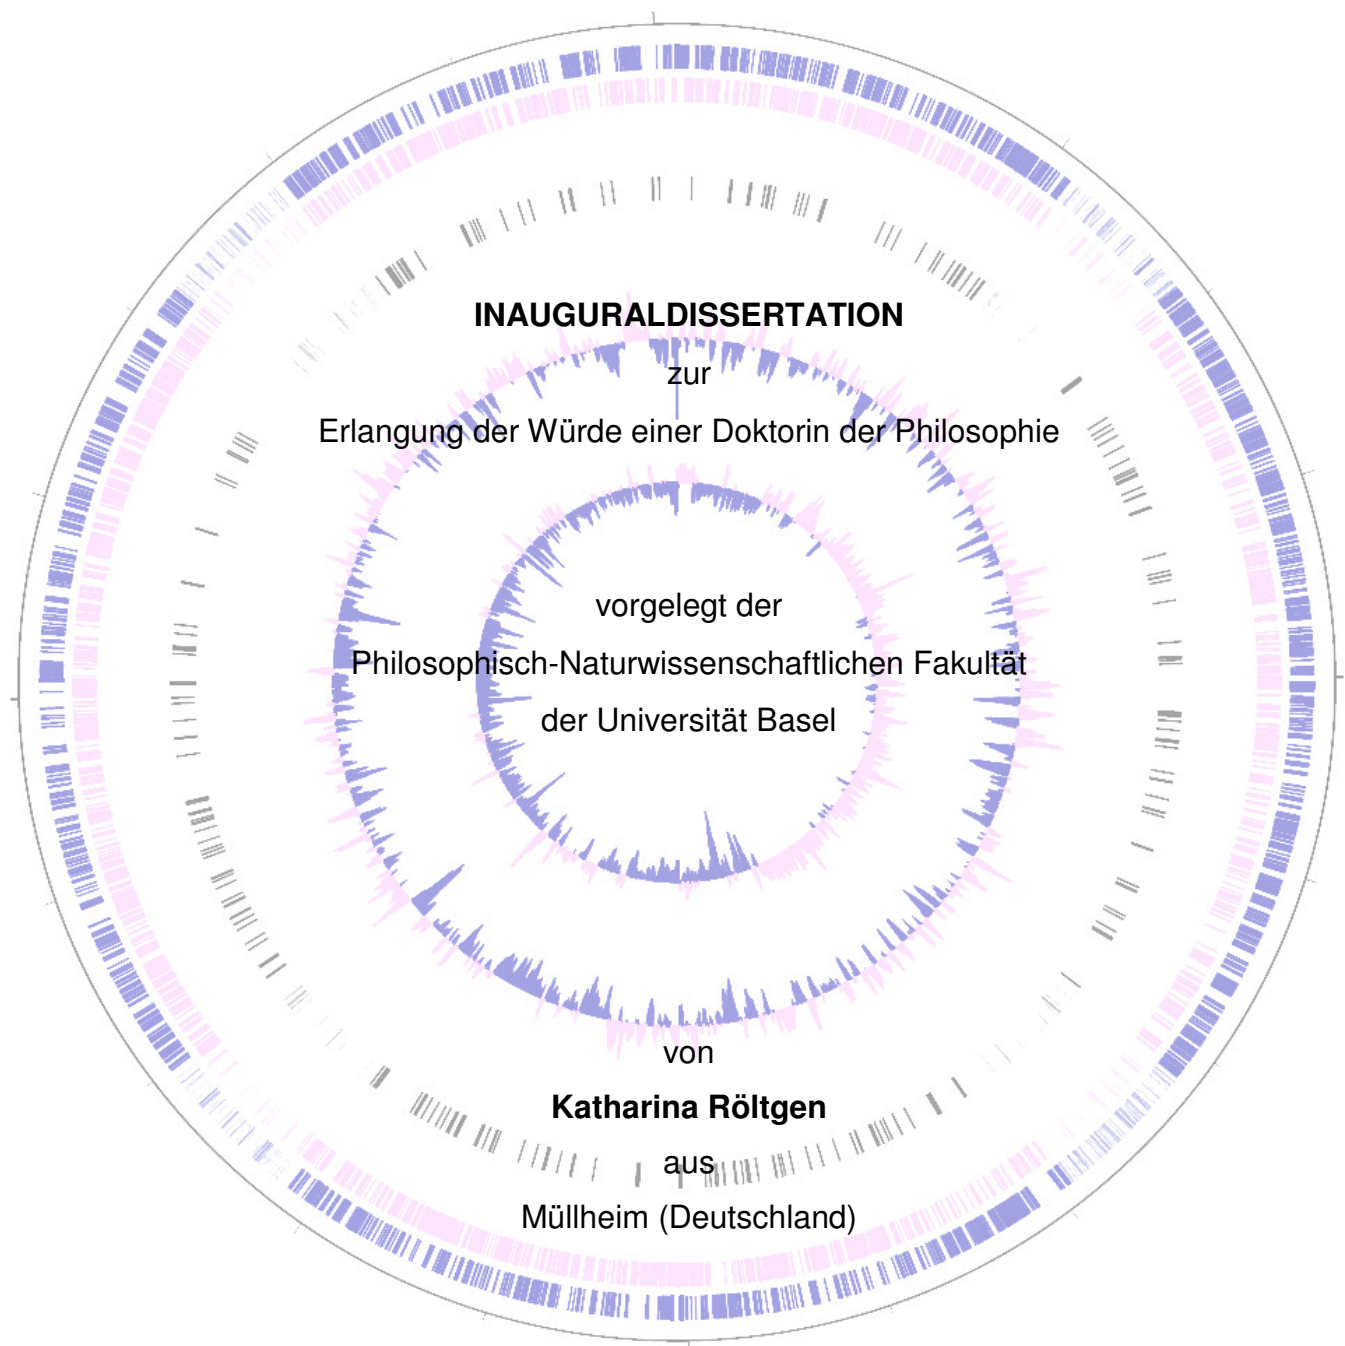 INAUGURALDISSERTATION
zur
Erlangung der Würde einer Doktorin der Philosophie
vorgelegt der
Philosophisch-Naturwissenschaftlichen Fakultät
der Universität Basel
von
Katharina Röltgen
aus
Müllheim (Deutschland)